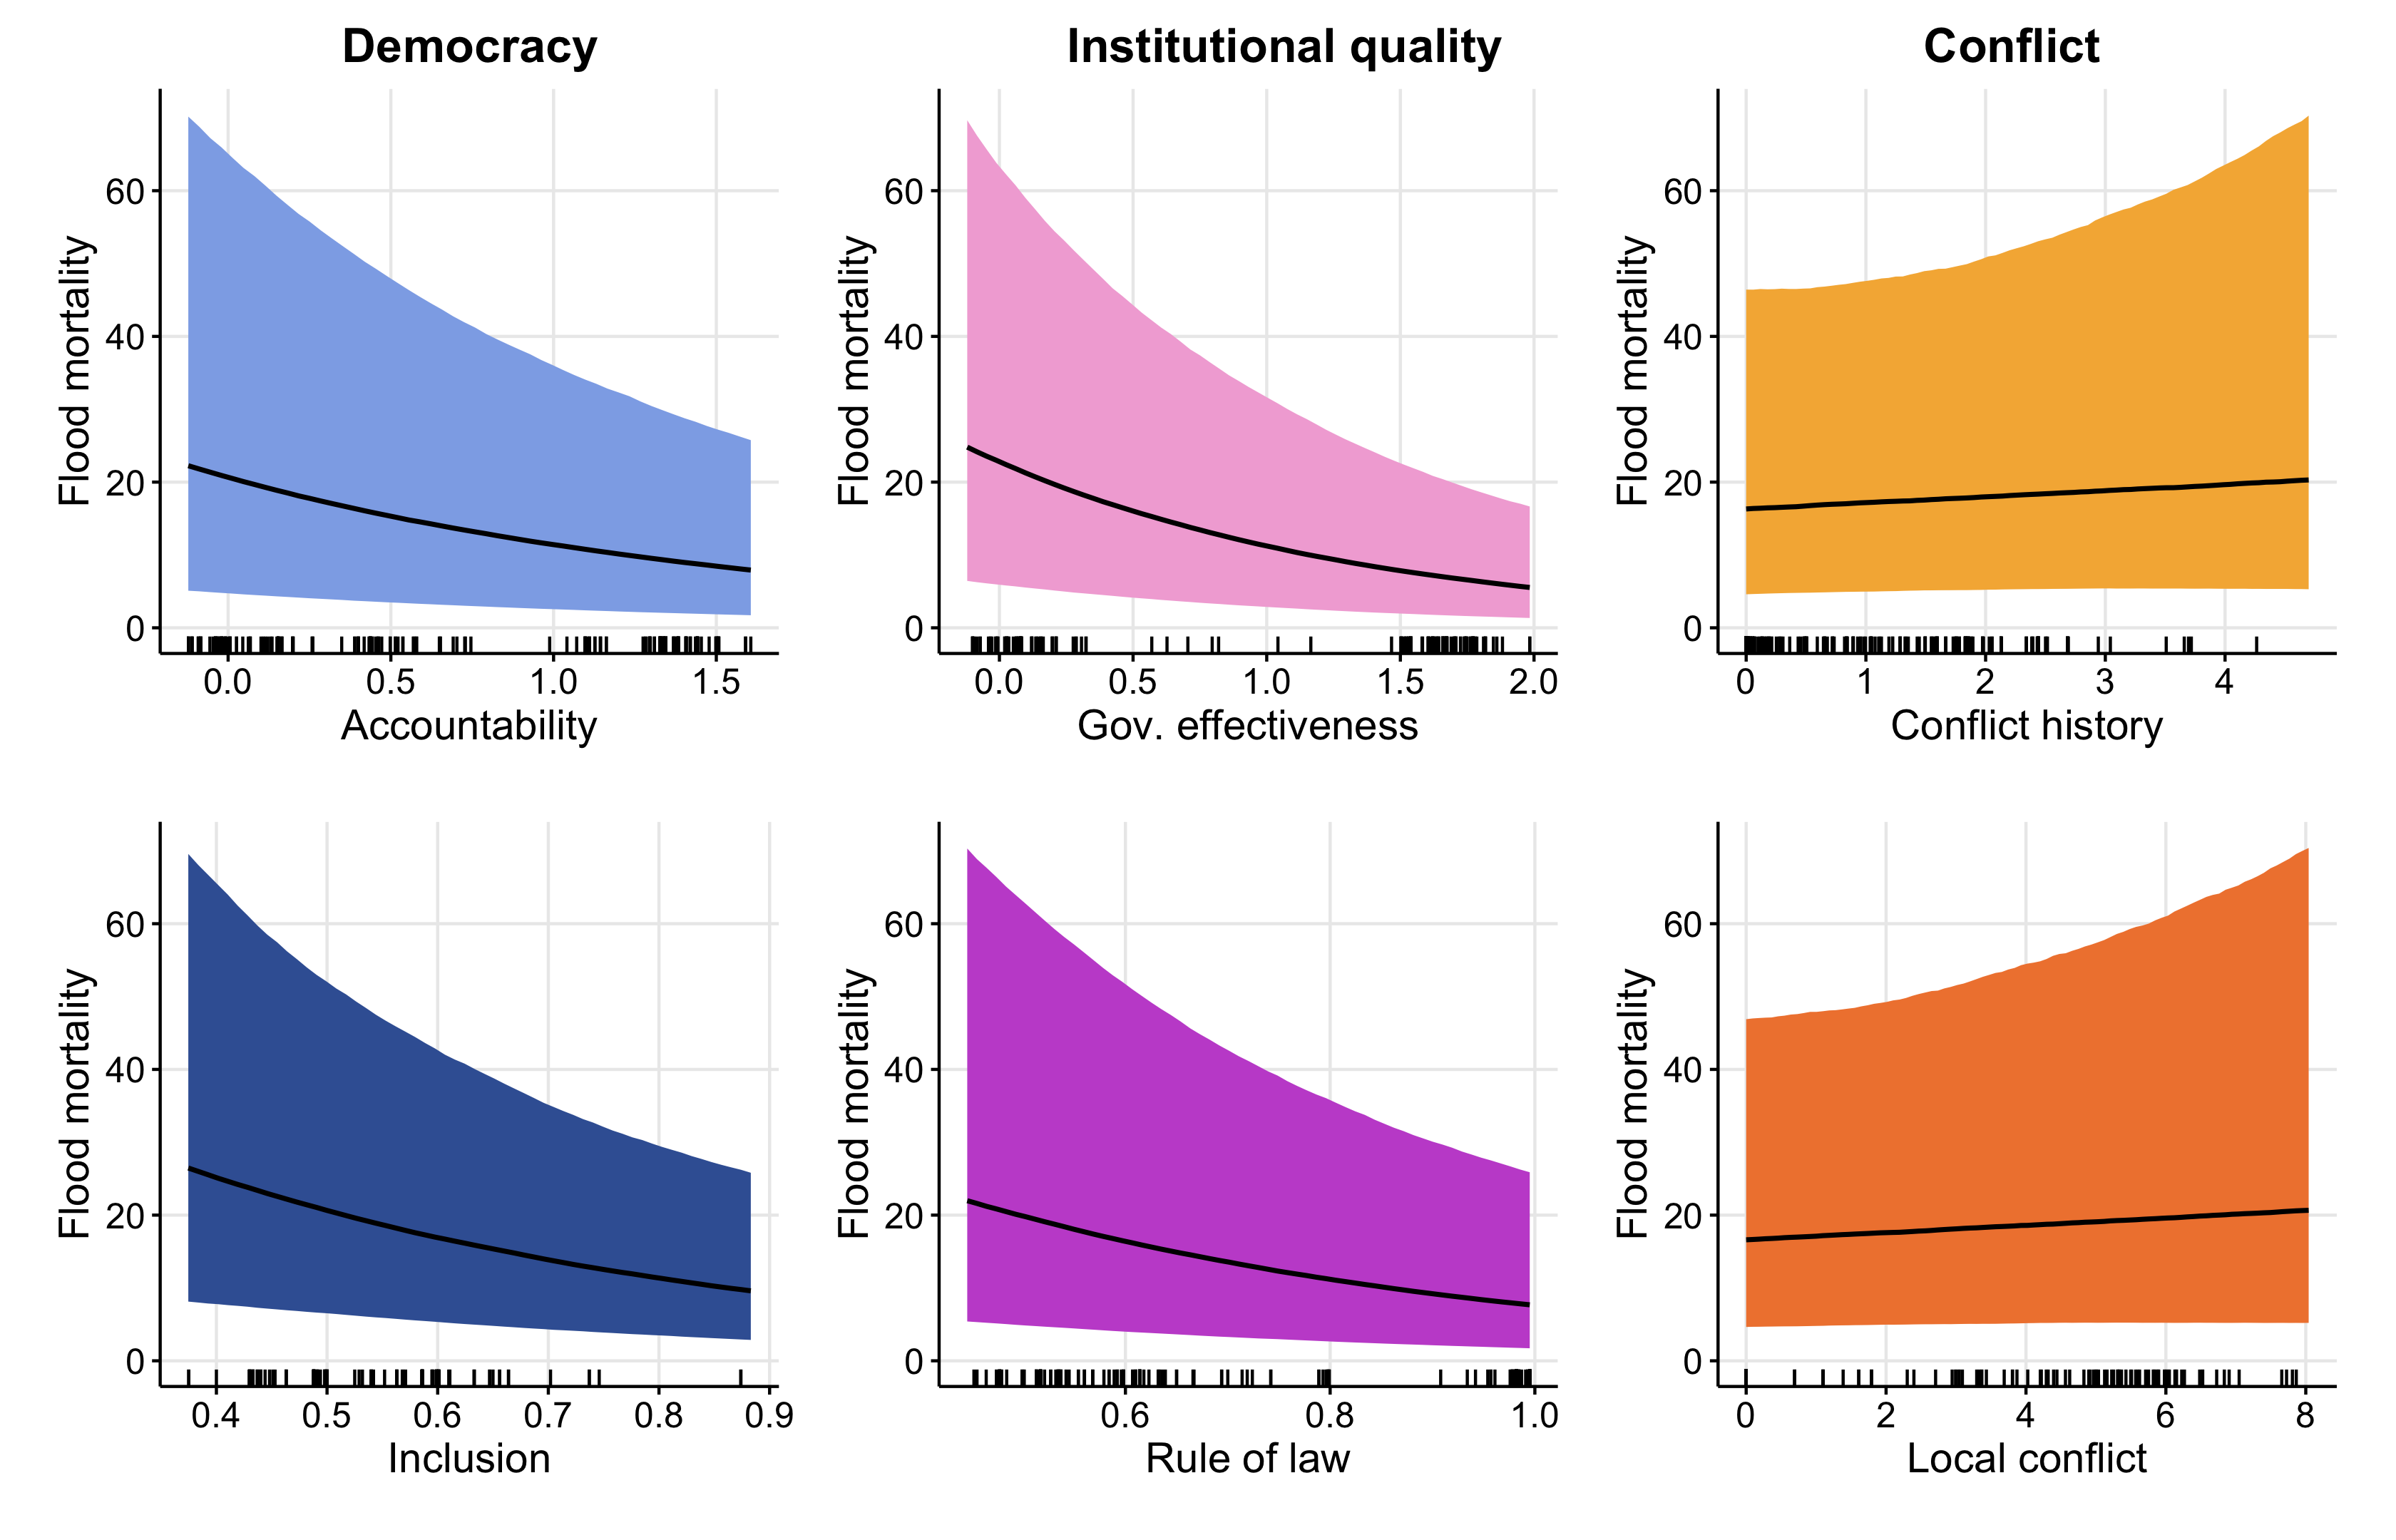 Democracy
Institutional quality
Conflict
Flood mortality
60
40
20
0
0.0 0.5 1.0 1.5
Accountability
Flood mortality
60
40
20
0
0.0 0.5 1.0 1.5 2.0
Gov. effectiveness
Flood mortality
60
40
20
0
0 1 2 3 4
Conflict history
Flood mortality
60
40
20
0
0.4 0.5 0.6 0.7 0.8 0.9
Inclusion
Flood mortality
60
40
20
0
0.6 0.8 1.0
Rule of law
Flood mortality
60
40
20
0
0 2 4 6 8
Local conflict